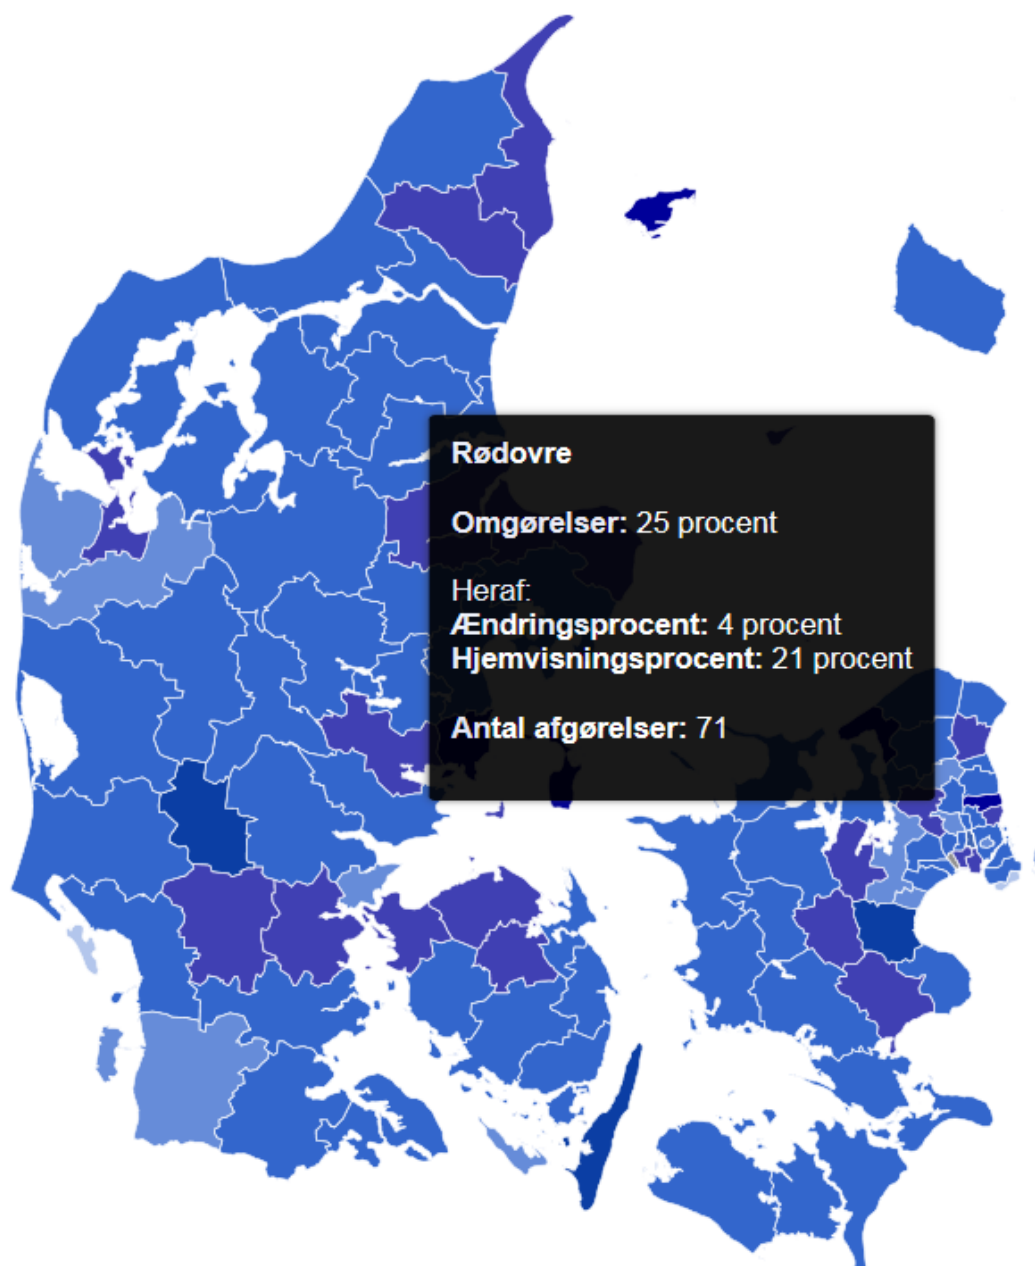 Rødovre
Omgørelser: 25 procent
Heraf:
Ændringsprocent: 4 procent
Hjemvisningsprocent: 21 procent
Antal afgørelser: 71